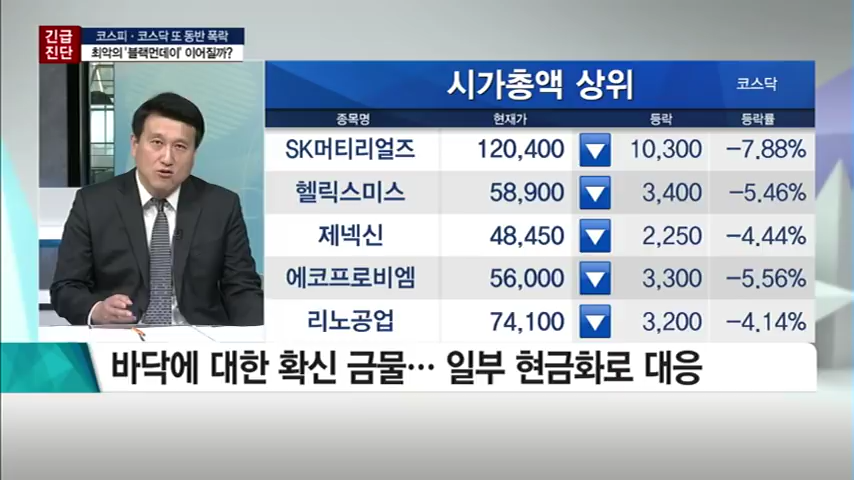 긴급
진단
코스피·코스닥 또 동반 폭락
최악의 '블랙먼데이' 이어질까?
시가총액 상위 코스닥
종목명 현재가 등락 등락률
SK머티리얼즈 120,400 ▼ 10,300 -7.88%
헬릭스미스 58,900 ▼ 3,400 -5.46%
제넥신 48,450 ▼ 2,250 -4.44%
에코프로비엠 56,000 ▼ 3,300 -5.56%
리노공업 74,100 ▼ 3,200 -4.14%
바닥에 대한 확신 금물… 일부 현금화로 대응